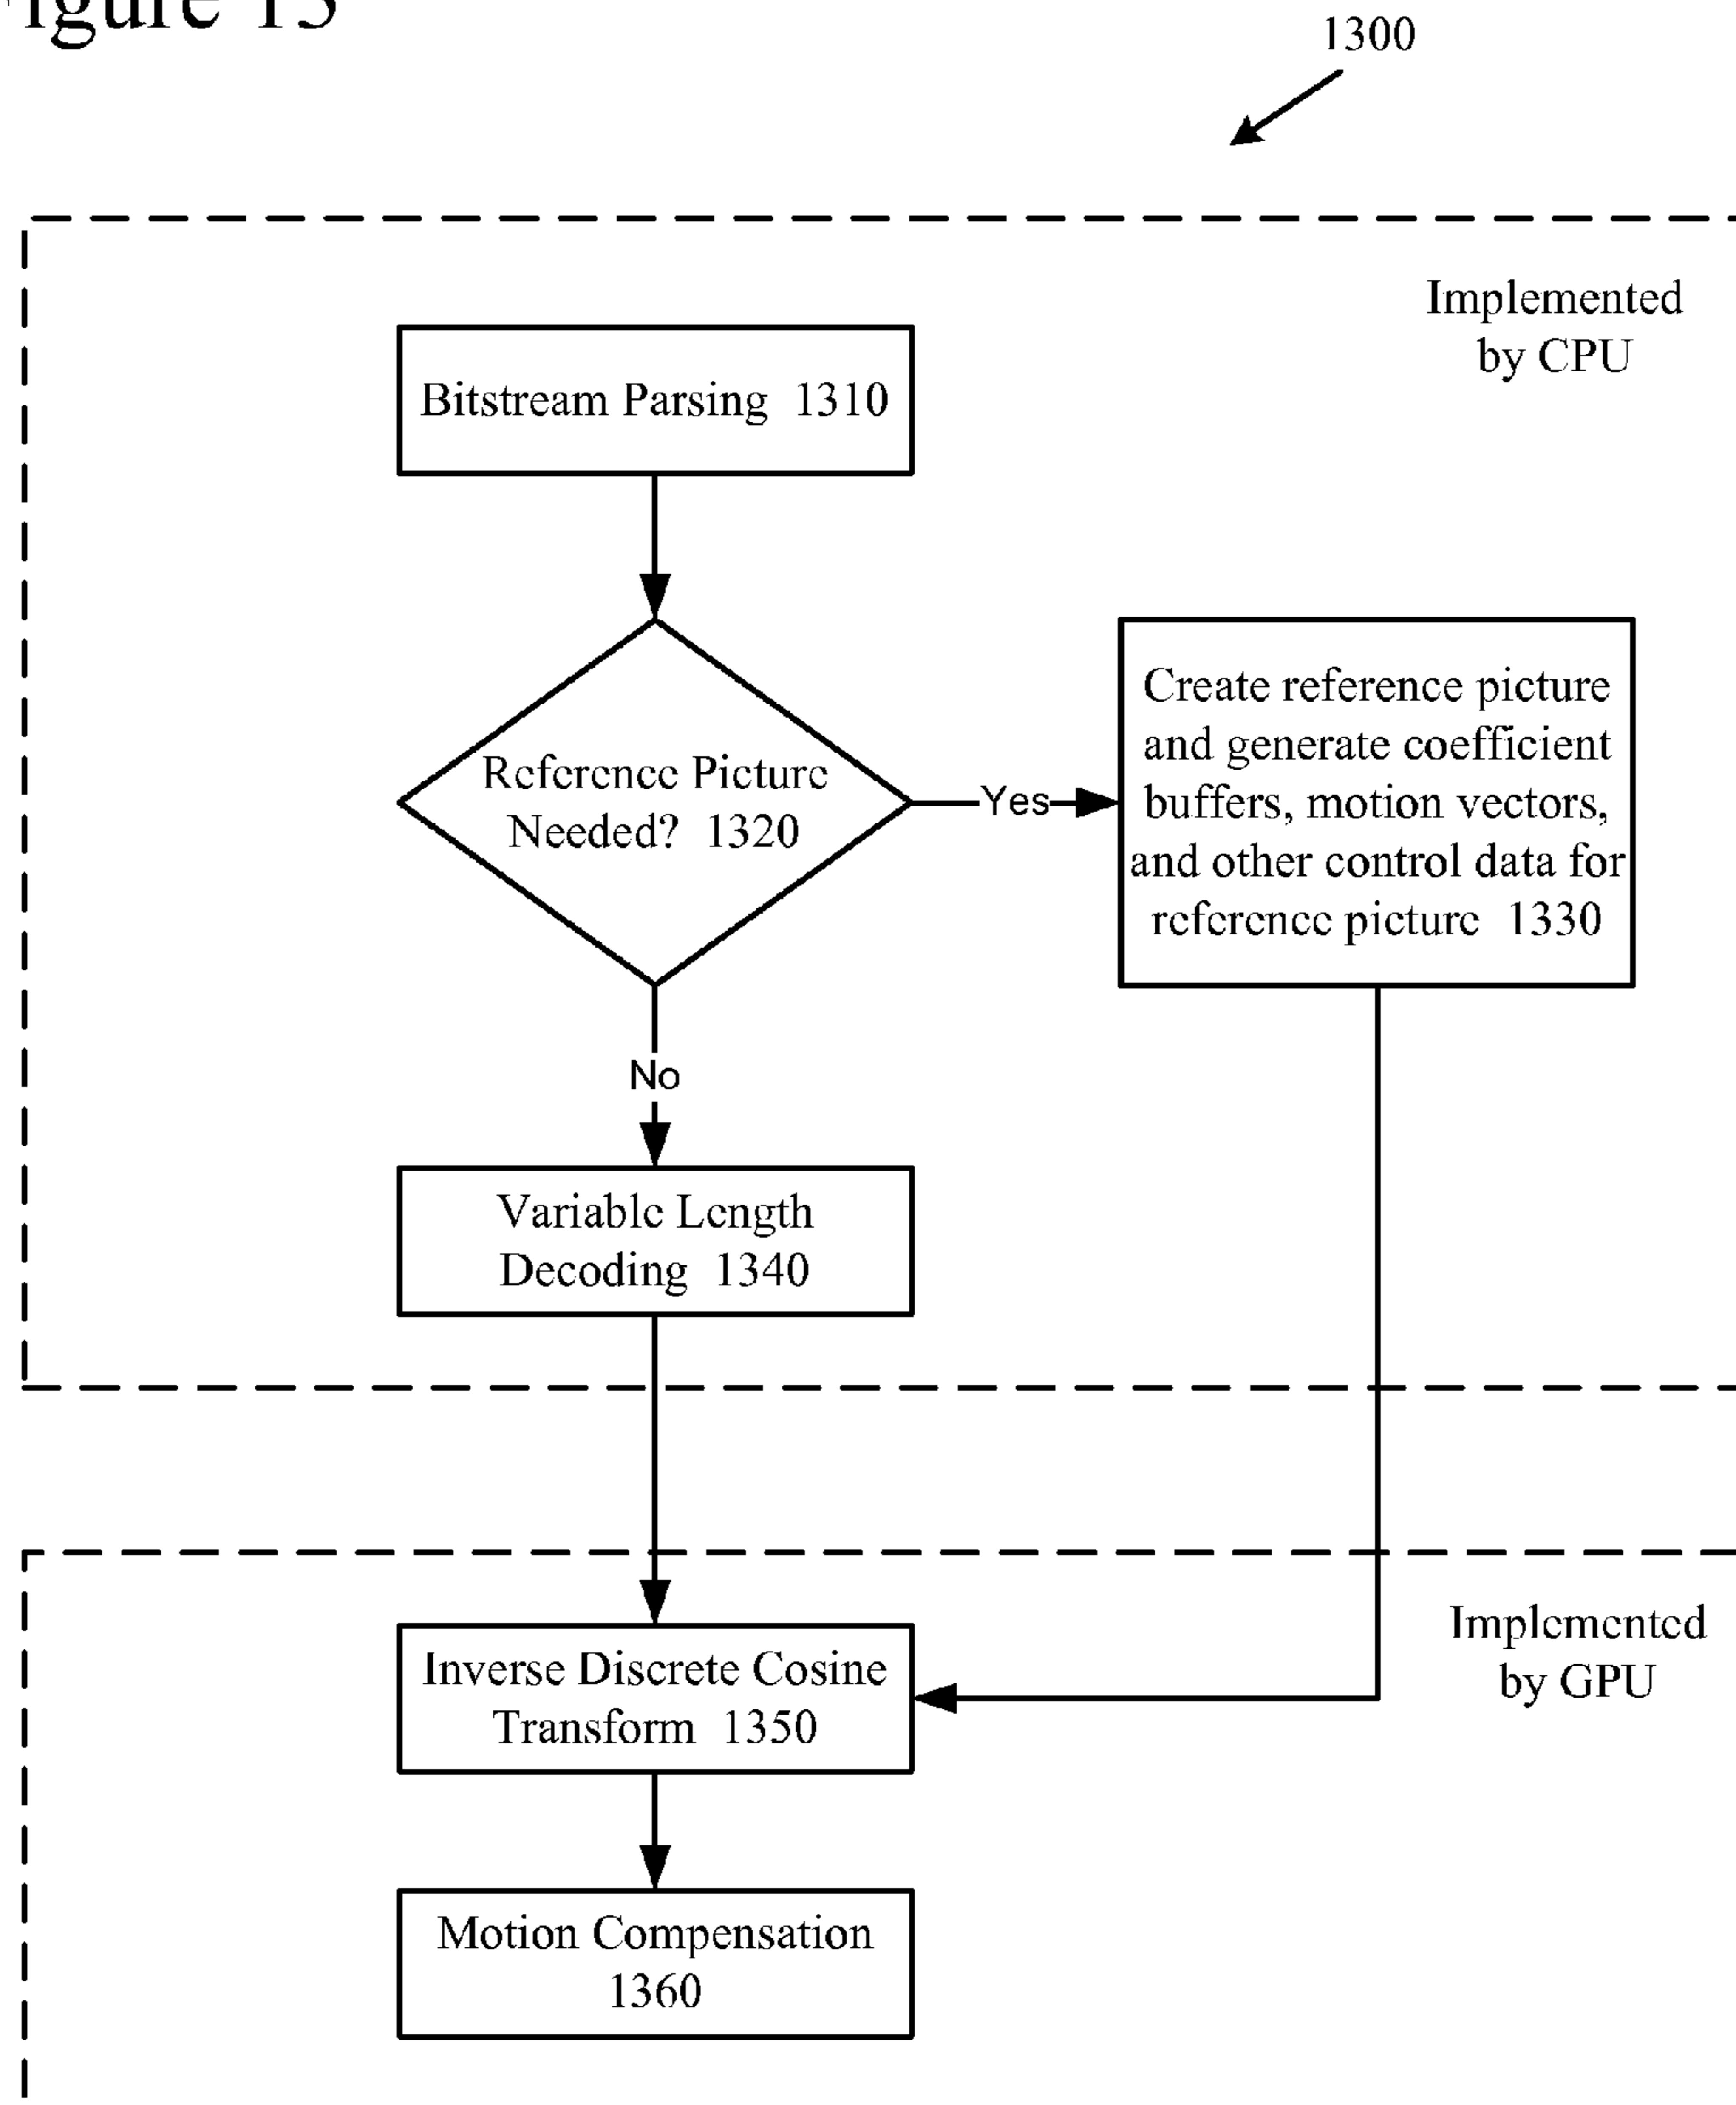 Figure 13
1300
Implemented
by CPU
Bitstream Parsing 1310
Reference Picture
Needed? 1320
Yes
Create reference picture
and generate coefficient
buffers, motion vectors,
and other control data for
reference picture 1330
No
Variable Length
Decoding 1340
Implemented
by GPU
Inverse Discrete Cosine
Transform 1350
Motion Compensation
1360